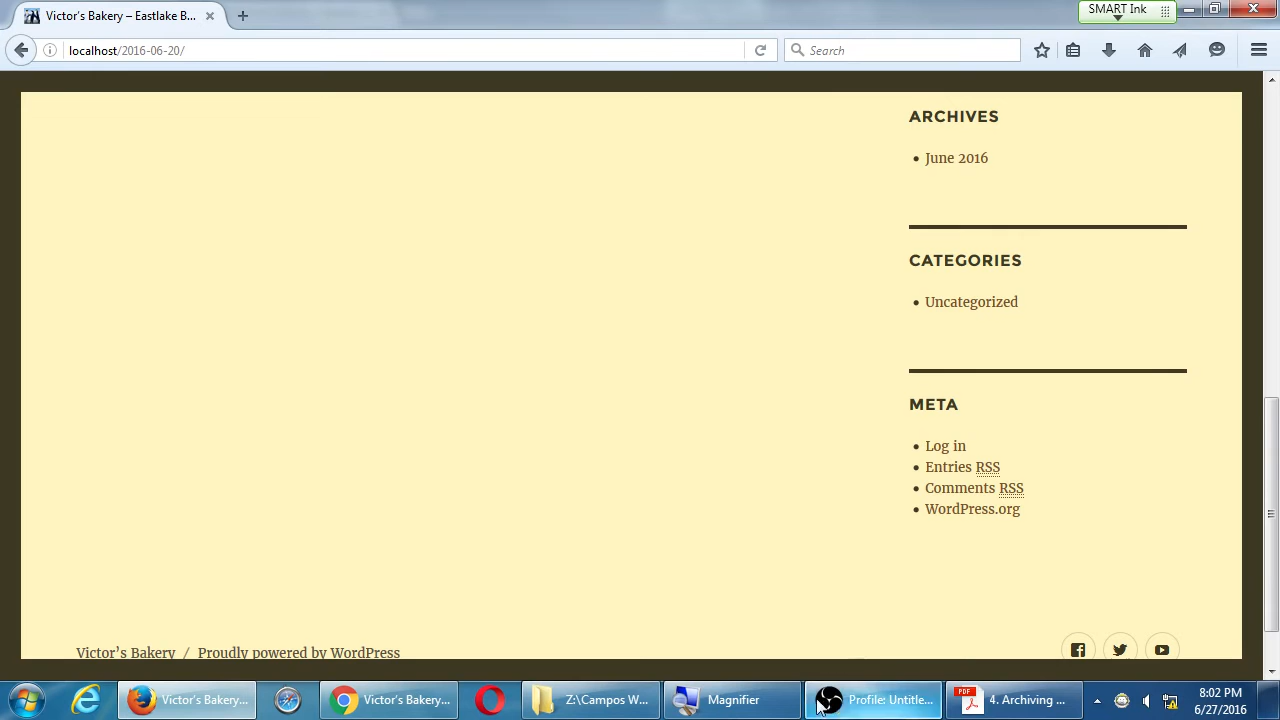 Victor's Bakery – Eastlake B...
SMART Ink
localhost/2016-06-20/
Search
ARCHIVES
June 2016
CATEGORIES
Uncategorized
META
Log in
Entries RSS
Comments RSS
WordPress.org
Victor's Bakery / Proudly powered by WordPress
Victor's Bakery...
Victor's Bakery...
Z:\Campos W...
Magnifier
Profile: Untitle...
PDF
4. Archiving ...
8:02 PM
6/27/2016